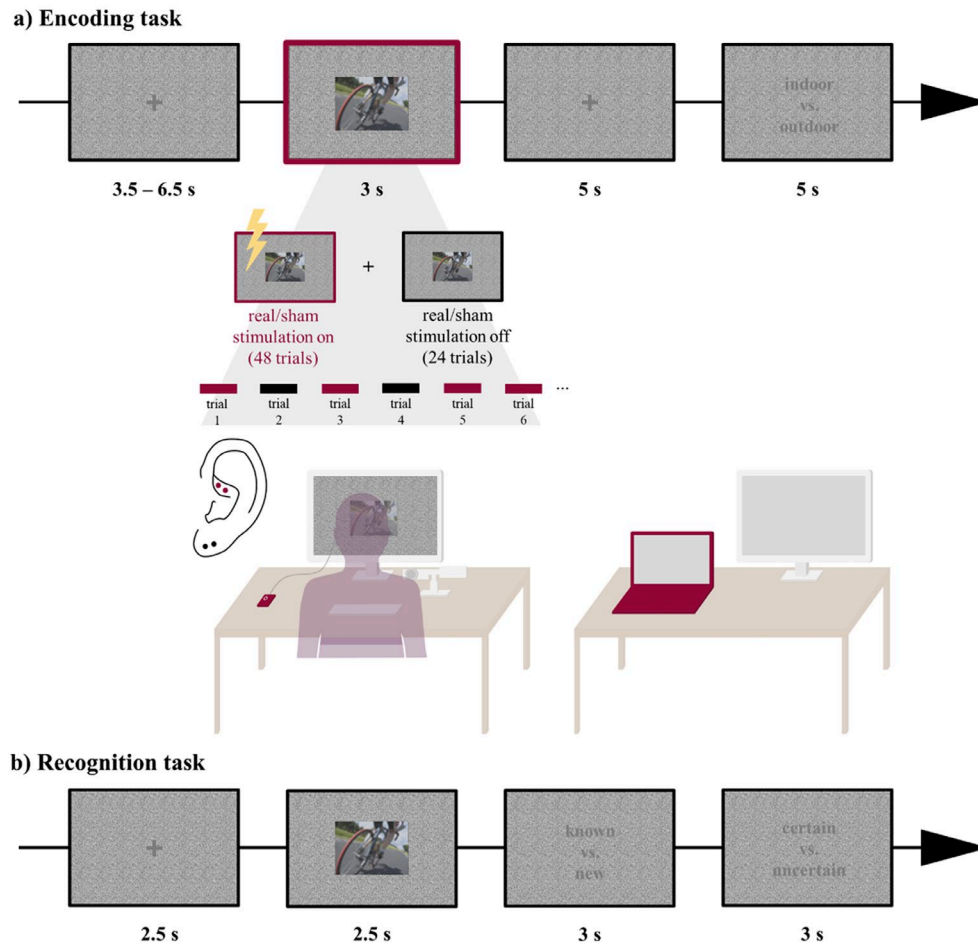 a) Encoding task
+
+
indoor
vs.
outdoor
3.5 – 6.5 s
3 s
5 s
5 s
+
real/sham
stimulation on
(48 trials)
real/sham
stimulation off
(24 trials)
...
trial
1
trial
2
trial
3
trial
4
trial
5
trial
6
b) Recognition task
+
known
vs.
new
certain
vs.
uncertain
2.5 s
2.5 s
3 s
3 s